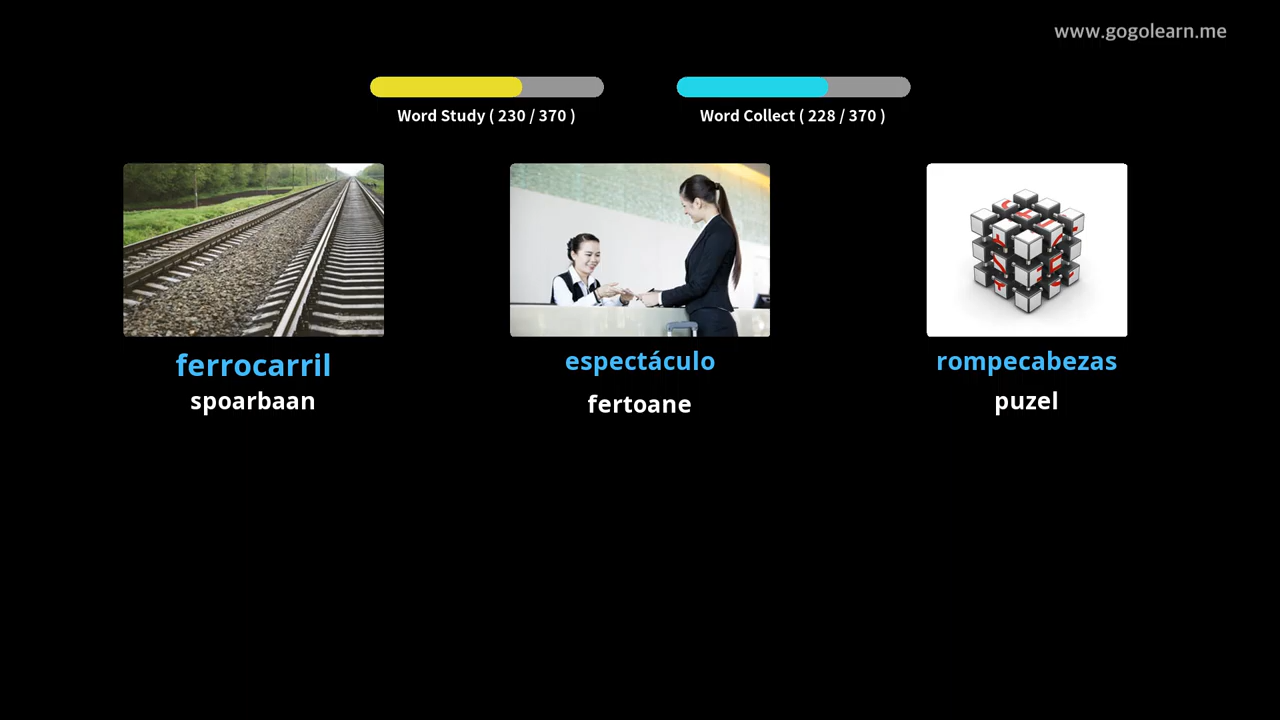 www.gogolearn.me
Word Study ( 230 / 370 )
Word Collect ( 228 / 370 )
ferrocarril
spoarbaan
espectáculo
fertoane
rompecabezas
puzel